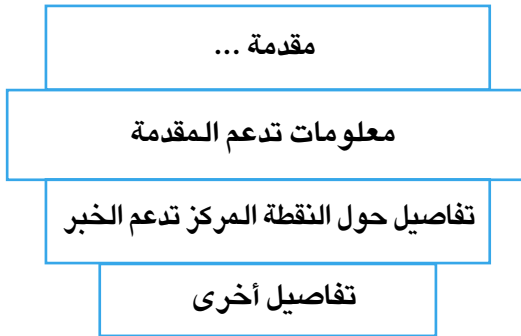 مقدمة ...
معلومات تدعم المقدمة
تفاصيل حول النقطة المركز تدعم الخبر
تفاصيل أخرى